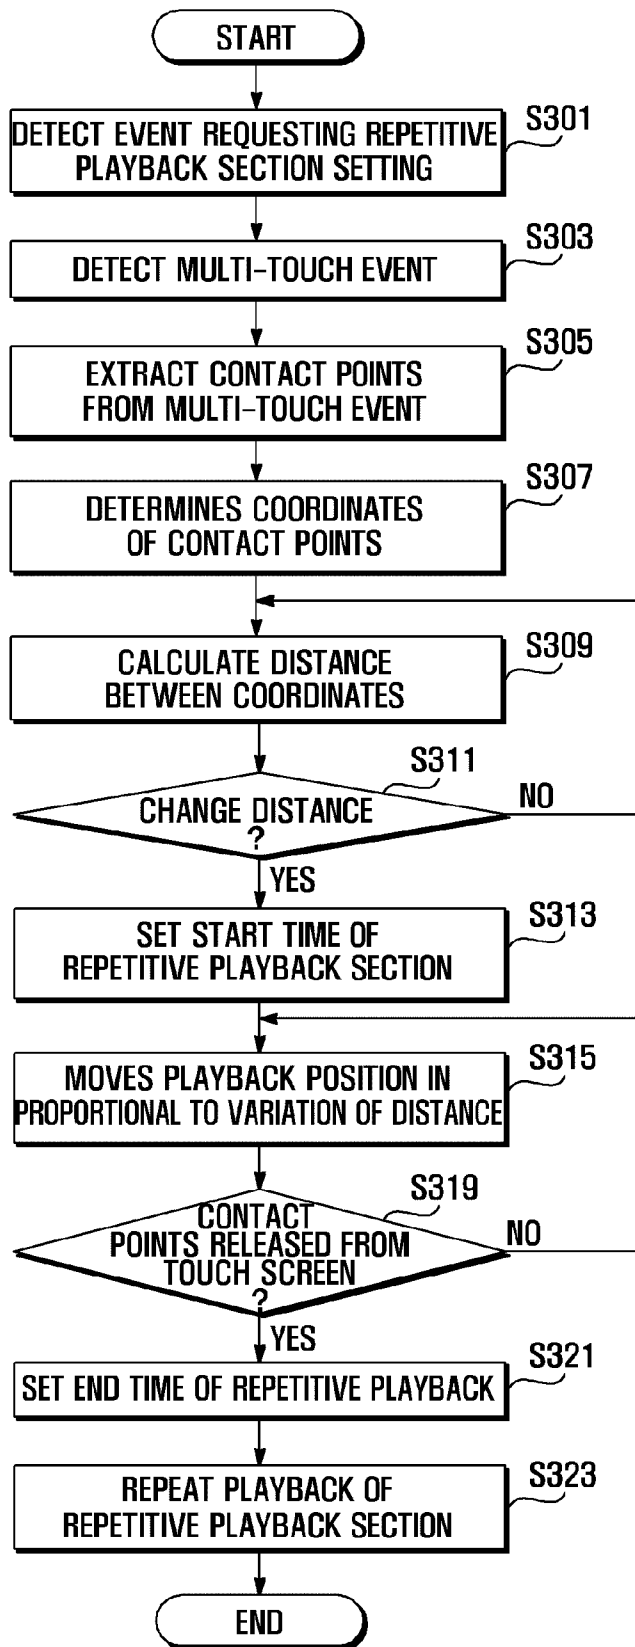 START
S301
DETECT EVENT REQUESTING REPETITIVE
PLAYBACK SECTION SETTING
S303
DETECT MULTI-TOUCH EVENT
S305
EXTRACT CONTACT POINTS
FROM MULTI-TOUCH EVENT
S307
DETERMINES COORDINATES
OF CONTACT POINTS
S309
CALCULATE DISTANCE
BETWEEN COORDINATES
S311
CHANGE DISTANCE
?
NO
YES
S313
SET START TIME OF
REPETITIVE PLAYBACK SECTION
S315
MOVES PLAYBACK POSITION IN
PROPORTIONAL TO VARIATION OF DISTANCE
S319
CONTACT
POINTS RELEASED FROM
TOUCH SCREEN
?
NO
YES
S321
SET END TIME OF REPETITIVE PLAYBACK
S323
REPEAT PLAYBACK OF
REPETITIVE PLAYBACK SECTION
END